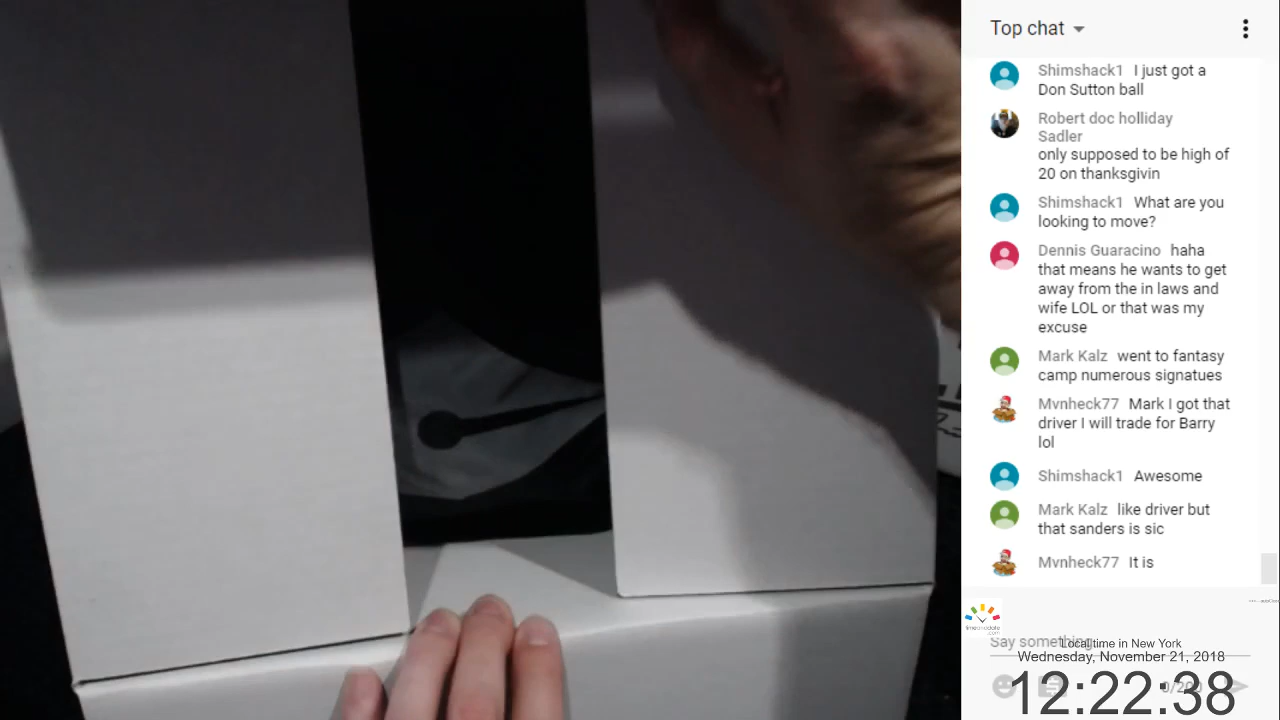 Top chat
Shimshack1 I just got a
Don Sutton ball
Robert doc holliday
Sadler
only supposed to be high of
20 on thanksgivin
Shimshack1 What are you
looking to move?
Dennis Guaracino haha
that means he wants to get
away from the in laws and
wife LOL or that was my
excuse
Mark Kalz went to fantasy
camp numerous signatues
Mvnheck77 Mark I got that
driver I will trade for Barry
lol
Shimshack1 Awesome
Mark Kalz like driver but
that sanders is sic
Mvnheck77 It is
Say something...
Local time in New York
Wednesday, November 21, 2018
12:22:38